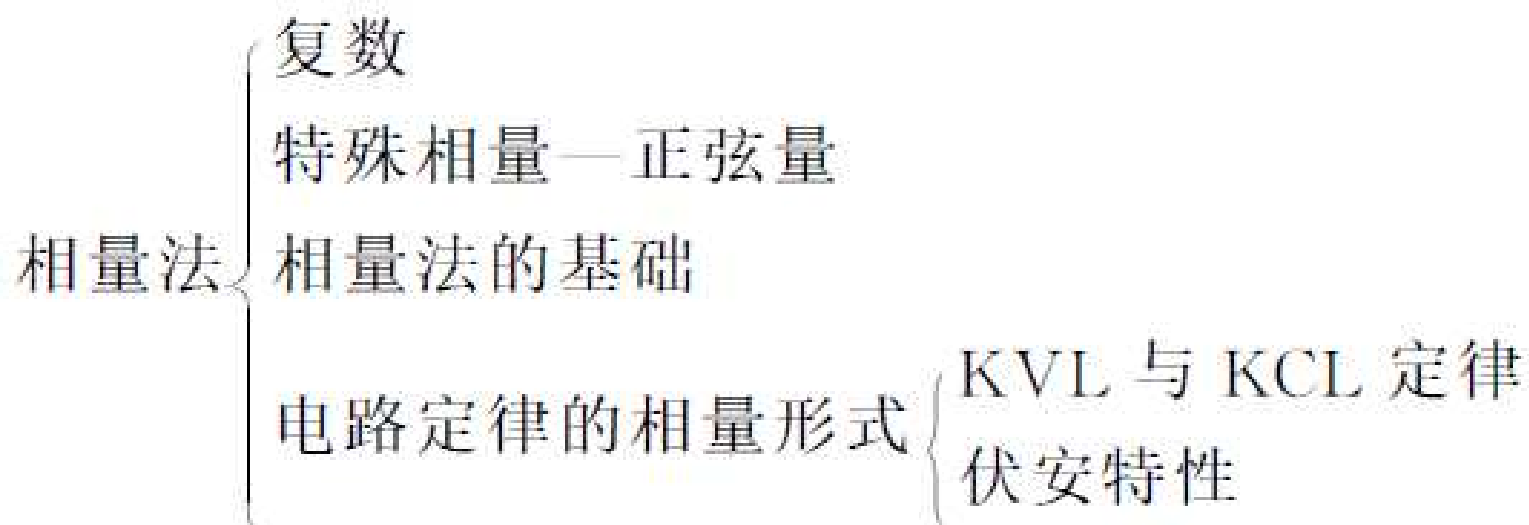 复数
特殊相量—正弦量
相量法
相量法的基础
电路定律的相量形式
KVL 与 KCL 定律
伏安特性